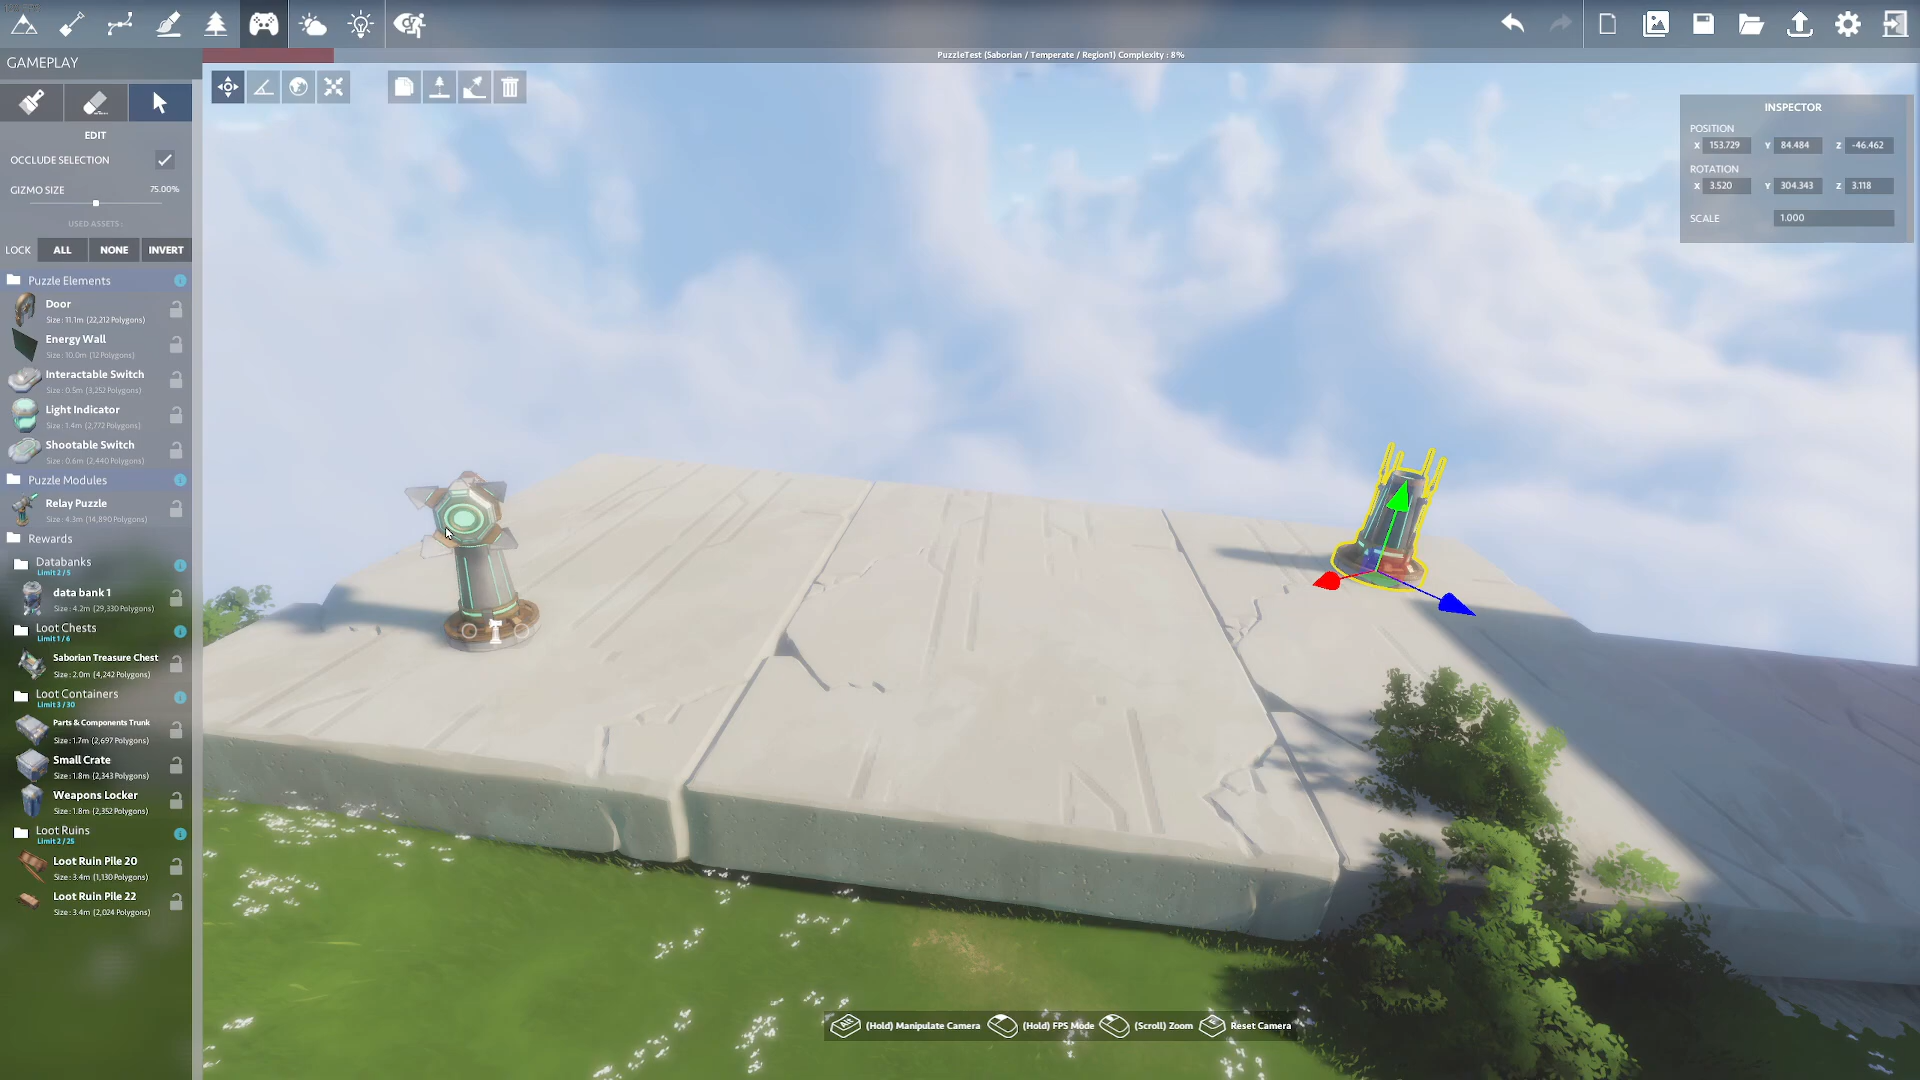 GAMEPLAY
PuzzleTest (Saborian / Temperate / Region1) Complexity : 8%
EDIT
OCCLUDE SELECTION
GIZMO SIZE 75.00%
USED ASSETS :
LOCK ALL NONE INVERT
Puzzle Elements
Door
Size : 11.1m (22,212 Polygons)
Energy Wall
Size : 10.0m (12 Polygons)
Interactable Switch
Size : 0.5m (3,252 Polygons)
Light Indicator
Size : 1.4m (2,772 Polygons)
Shootable Switch
Size : 0.6m (2,440 Polygons)
Puzzle Modules
Relay Puzzle
Size : 4.3m (14,890 Polygons)
Rewards
Databanks
Limit 2 / 5
data bank 1
Size : 4.2m (29,330 Polygons)
Loot Chests
Limit 1 / 6
Saborian Treasure Chest
Size : 2.0m (4,242 Polygons)
Loot Containers
Limit 3 / 30
Parts & Components Trunk
Size : 1.7m (2,697 Polygons)
Small Crate
Size : 1.8m (2,343 Polygons)
Weapons Locker
Size : 1.8m (2,352 Polygons)
Loot Ruins
Limit 2 / 25
Loot Ruin Pile 20
Size : 3.4m (1,130 Polygons)
Loot Ruin Pile 22
Size : 3.4m (2,024 Polygons)
INSPECTOR
POSITION
X 153.729 Y 84.484 Z -46.462
ROTATION
X 3.520 Y 304.343 Z 3.118
SCALE 1.000
Alt (Hold) Manipulate Camera (Hold) FPS Mode (Scroll) Zoom F Reset Camera